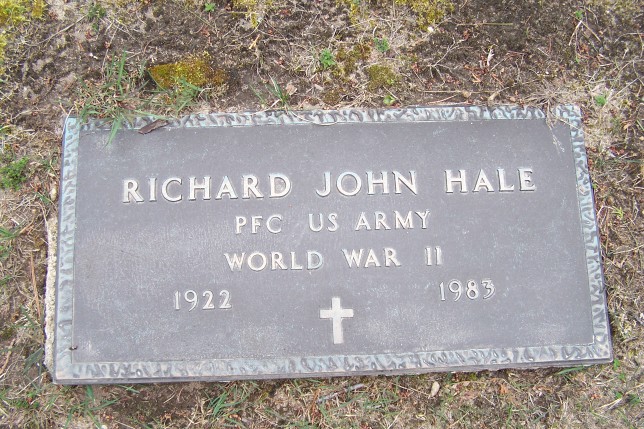 RICHARD JOHN HALE
PFC US ARMY
WORLD WAR II
1922 1983